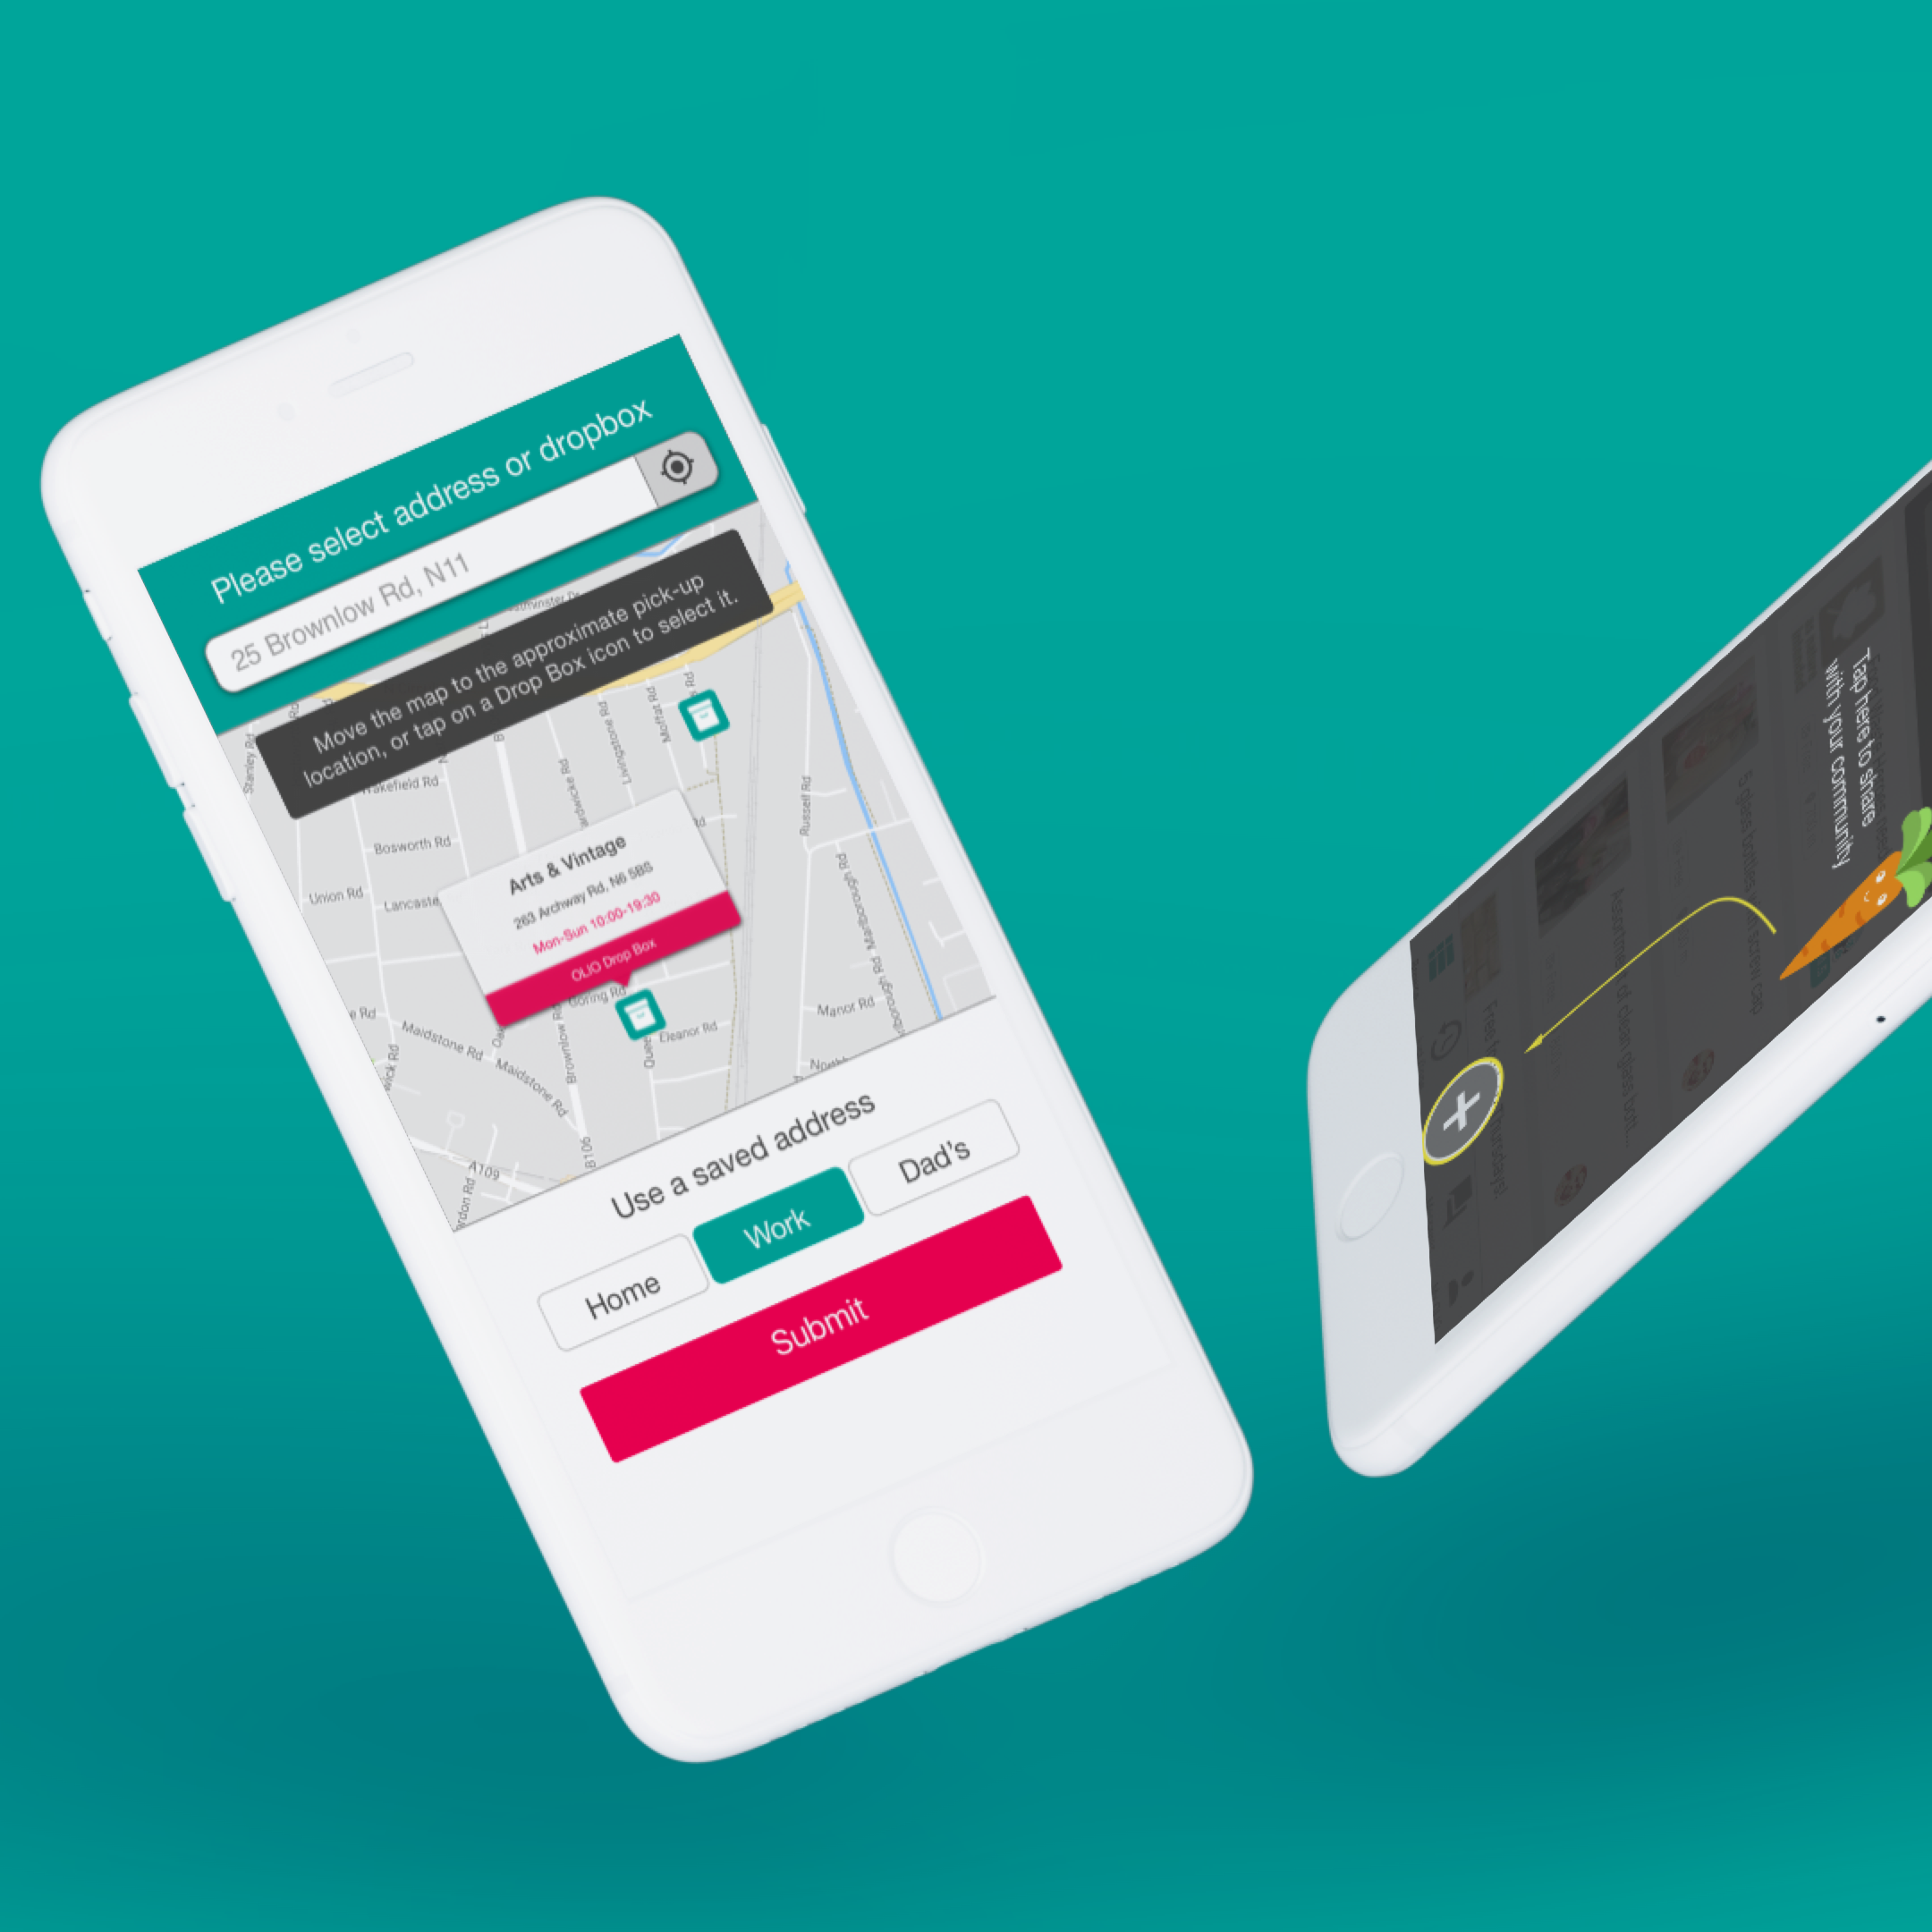 Please select address or dropbox
25 Brownlow Rd, N11
Move the map to the approximate pick-up
location, or tap on a Drop Box icon to select it.
Stanley Rd
Wakefield Rd
Bosworth Rd
Union Rd
Livingstone Rd
Moffat Rd
Russell Rd
Marlborough Rd
Arts & Vintage
263 Archway Rd, N6 5BS
Mon-Sun 10:00-19:30
OLIO Drop Box
Goring Rd
Eleanor Rd
Manor Rd
Maidstone Rd
Maidstone Rd
Brownlow Rd
B106
A109
Use a saved address
Home
Work
Dad's
Submit
Tap here to share
with your community